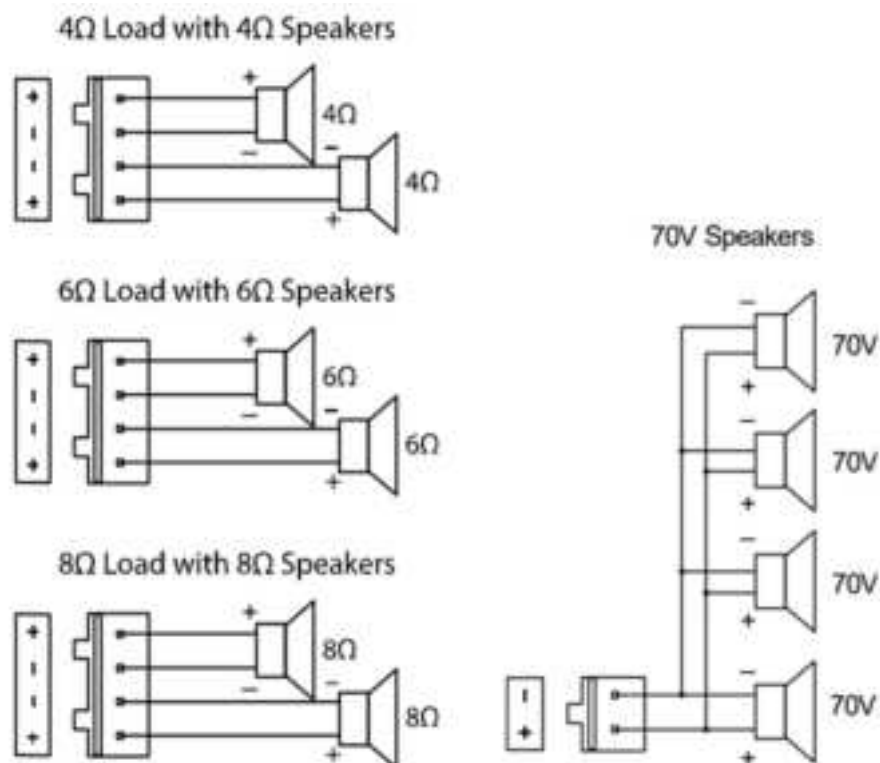 4Ω Load with 4Ω Speakers
+
−
−
+
+
4Ω
−
−
4Ω
+
70V Speakers
6Ω Load with 6Ω Speakers
+
−
−
+
+
6Ω
−
−
6Ω
+
8Ω Load with 8Ω Speakers
+
−
−
+
+
8Ω
−
−
8Ω
+
−
70V
+
−
70V
+
−
70V
+
−
+
−
70V
+